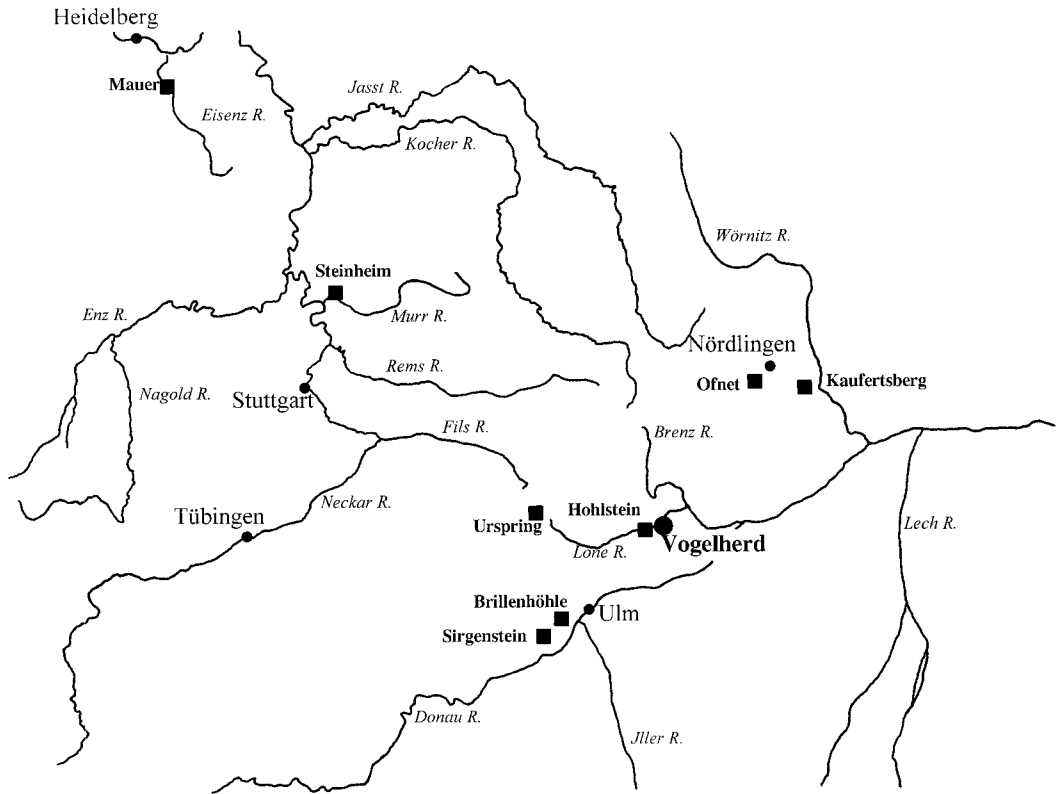 Heidelberg
Mauer
Eisenz R.
Jasst R.
Kocher R.
Wörnitz R.
Steinheim
Murr R.
Enz R.
Nagold R.
Rems R.
Stuttgart
Nördlingen
Ofnet
Kaufertsberg
Fils R.
Brenz R.
Neckar R.
Tübingen
Urspring
Hohlstein
Vogelherd
Lone R.
Lech R.
Brillenhöhle
Ulm
Sirgenstein
Donau R.
Jller R.